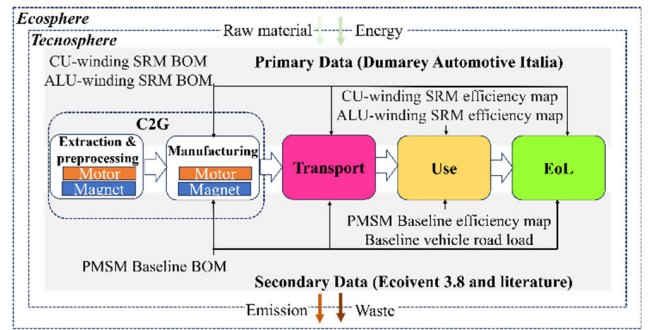 Ecosphere
Tecnosphere
Raw material
Energy
CU-winding SRM BOM
ALU-winding SRM BOM
Primary Data (Dumarey Automotive Italia)
CU-winding SRM efficiency map
ALU-winding SRM efficiency map
C2G
Extraction &
preprocessing
Motor
Magnet
Manufacturing
Motor
Magnet
Transport
Use
EoL
PMSM Baseline efficiency map
Baseline vehicle road load
PMSM Baseline BOM
Secondary Data (Ecoivent 3.8 and literature)
Emission
Waste